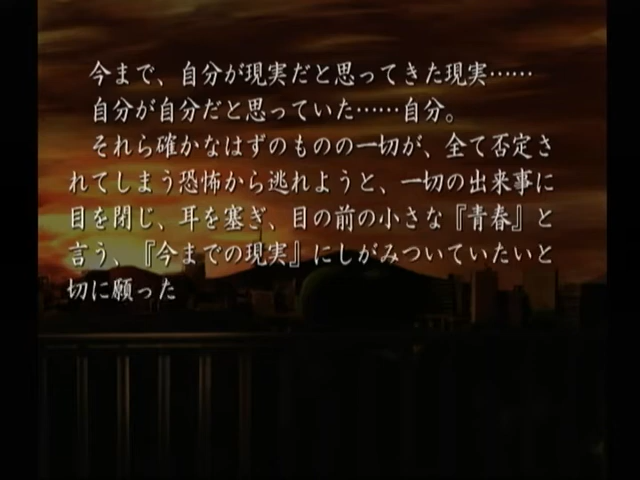 今まで、自分が現実だと思ってきた現実……
自分が自分だと思っていた……自分。
それら確かなはずのものの一切が、全て否定さ
れてしまう恐怖から逃れようと、一切の出来事に
目を閉じ、耳を塞ぎ、目の前の小さな『青春』と
言う、『今までの現実』にしがみついていたいと
切に願った